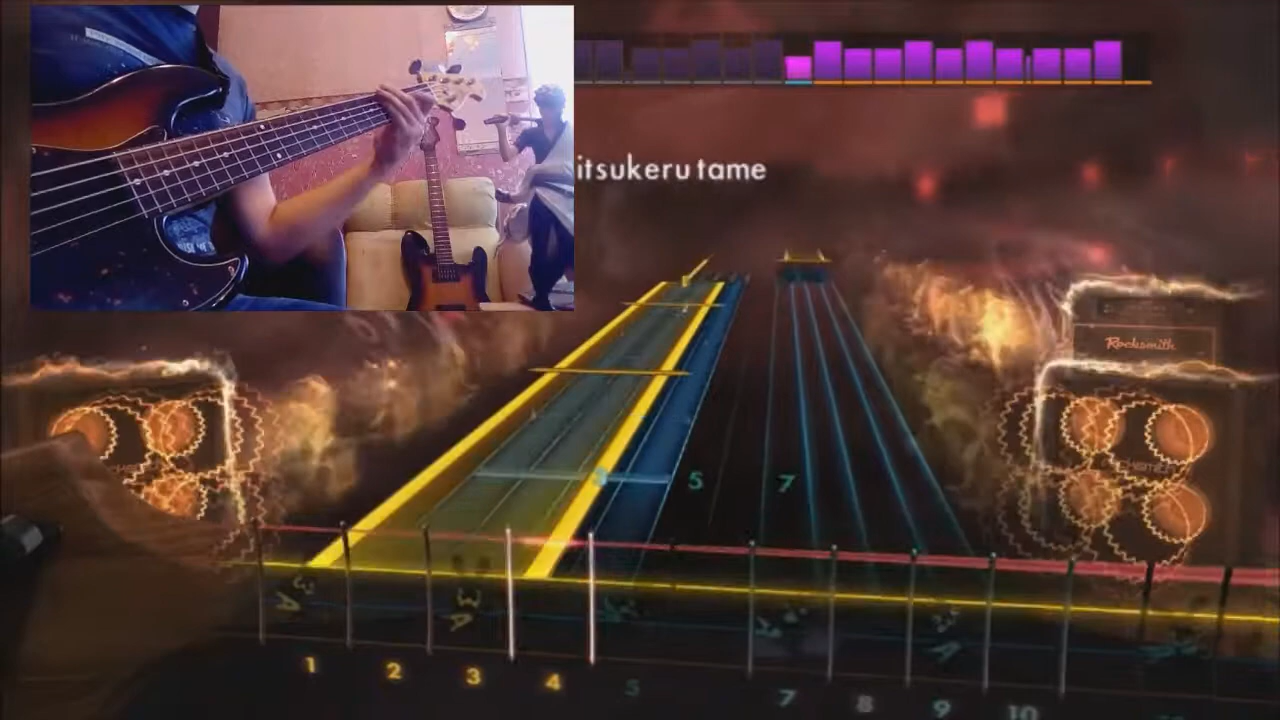 itsukeru tame
Rocksmith
5 7
1 2 3 4 5 7 8 9 10